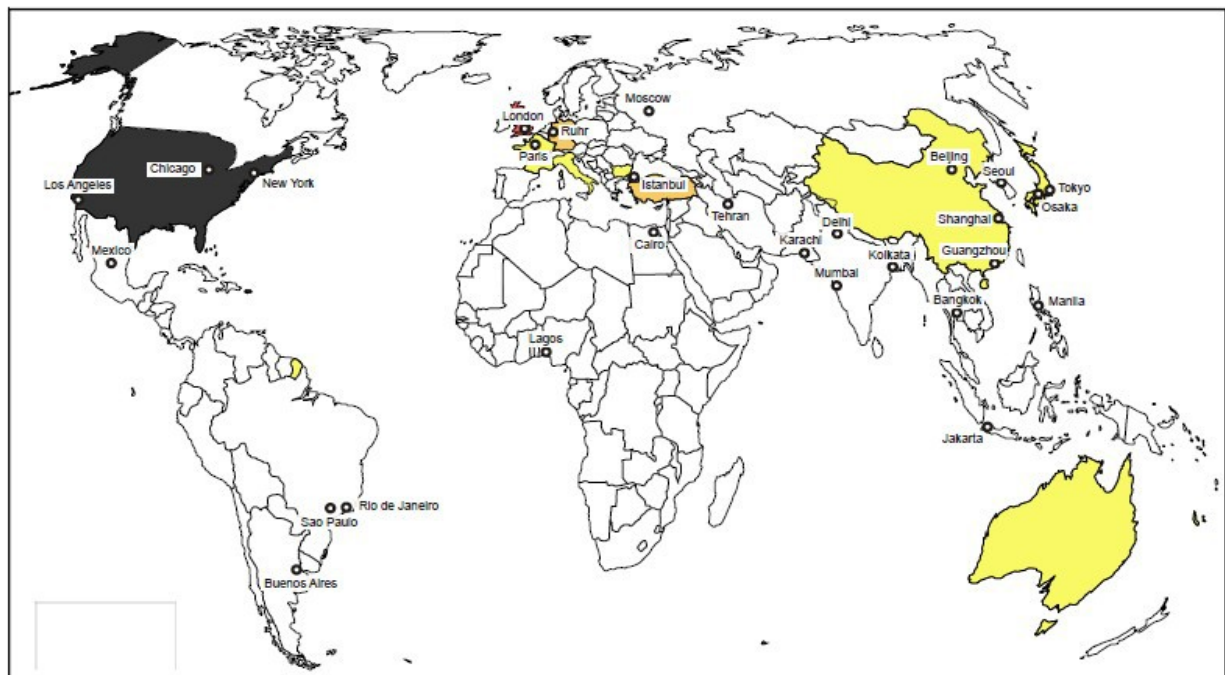 Moscow
London
Ruhr
Paris
Chicago
Beijing
Los Angeles
New York
Istanbul
Seoul
Tokyo
Osaka
Tehran
Delhi
Shanghai
Mexico
Cairo
Karachi
Kolkata
Guangzhou
Mumbai
Bangkok
Manila
Lagos
Jakarta
Rio de Janeiro
Sao Paulo
Buenos Aires